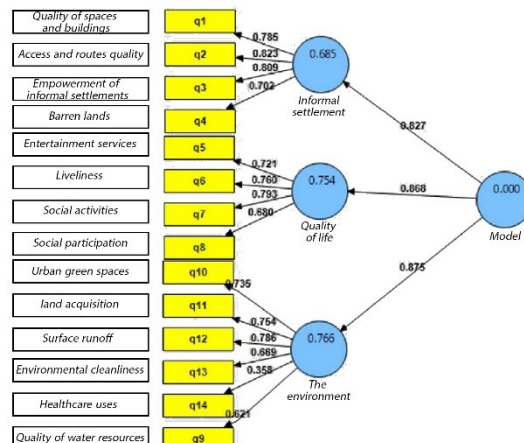 Quality of spaces
and buildings
Access and routes quality
Empowerment of
informal settlements
Barren lands
Entertainment services
Liveliness
Social activities
Social participation
Urban green spaces
land acquisition
Surface runoff
Environmental cleanliness
Healthcare uses
Quality of water resources
q1
q2
q3
q4
q5
q6
q7
q8
q10
q11
q12
q13
q14
q9
0.785
0.823
0.809
0.702
0.721
0.760
0.793
0.680
0.735
0.754
0.786
0.669
0.358
0.621
0.685
Informal
settlement
0.754
Quality
of life
0.766
The
environment
0.827
0.868
0.875
0.000
Model